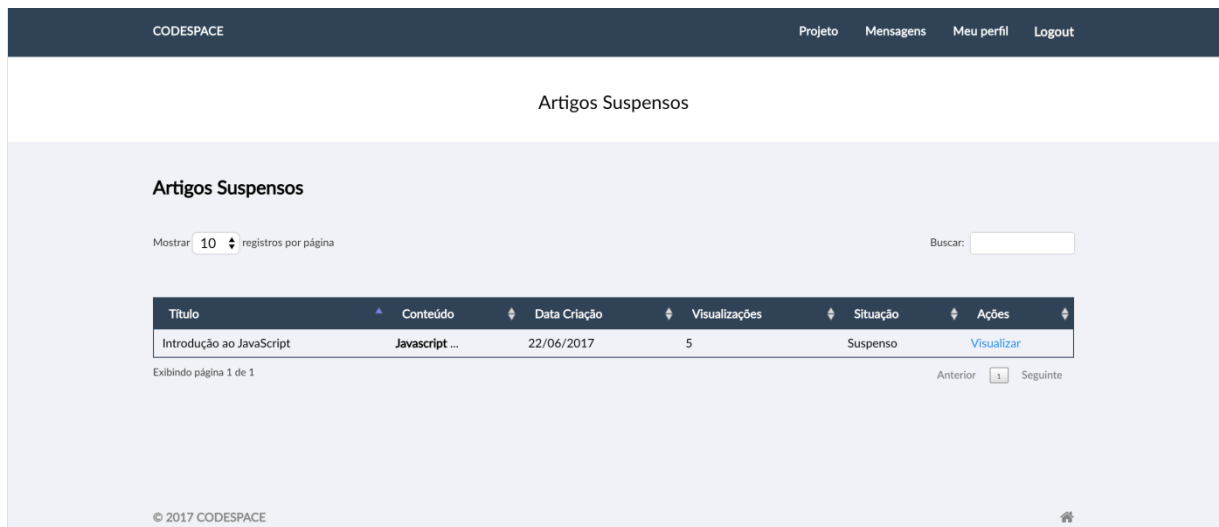 CODESPACE Projeto Mensagens Meu perfil Logout
Artigos Suspensos
Artigos Suspensos
Mostrar 10 registros por página Buscar:
Título Conteúdo Data Criação Visualizações Situação Ações
Introdução ao JavaScript Javascript ... 22/06/2017 5 Suspenso Visualizar
Exibindo página 1 de 1 Anterior 1 Seguinte
© 2017 CODESPACE